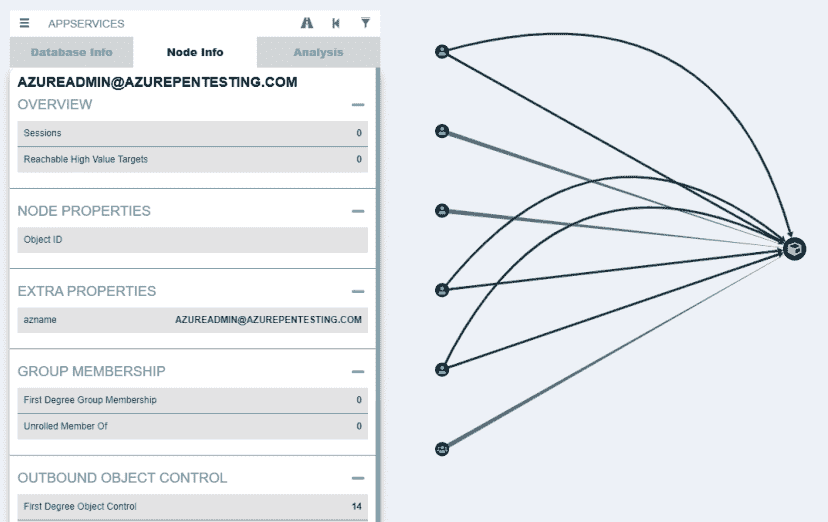 APPSERVICES
Database Info Node Info Analysis
AZUREADMIN@AZUREPENTESTING.COM
OVERVIEW
Sessions 0
Reachable High Value Targets 0
NODE PROPERTIES
Object ID
EXTRA PROPERTIES
azname AZUREADMIN@AZUREPENTESTING.COM
GROUP MEMBERSHIP
First Degree Group Membership 0
Unrolled Member Of 0
OUTBOUND OBJECT CONTROL
First Degree Object Control 14